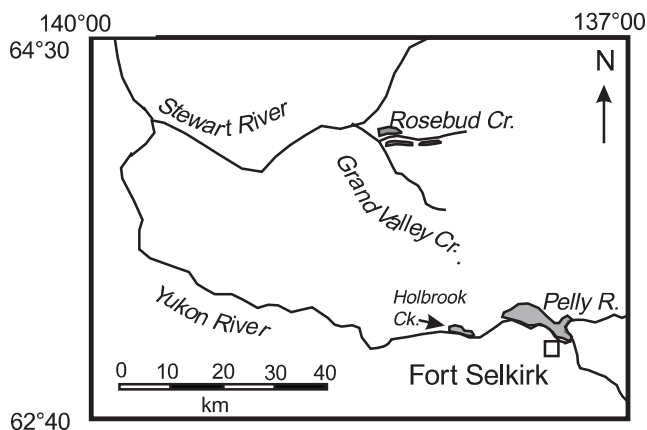 140°00
137°00
64°30
N
Stewart River
Rosebud Cr.
Grand Valley Cr.
Yukon River
Holbrook
Ck.
Pelly R.
Fort Selkirk
0 10 20 30 40
km
62°40